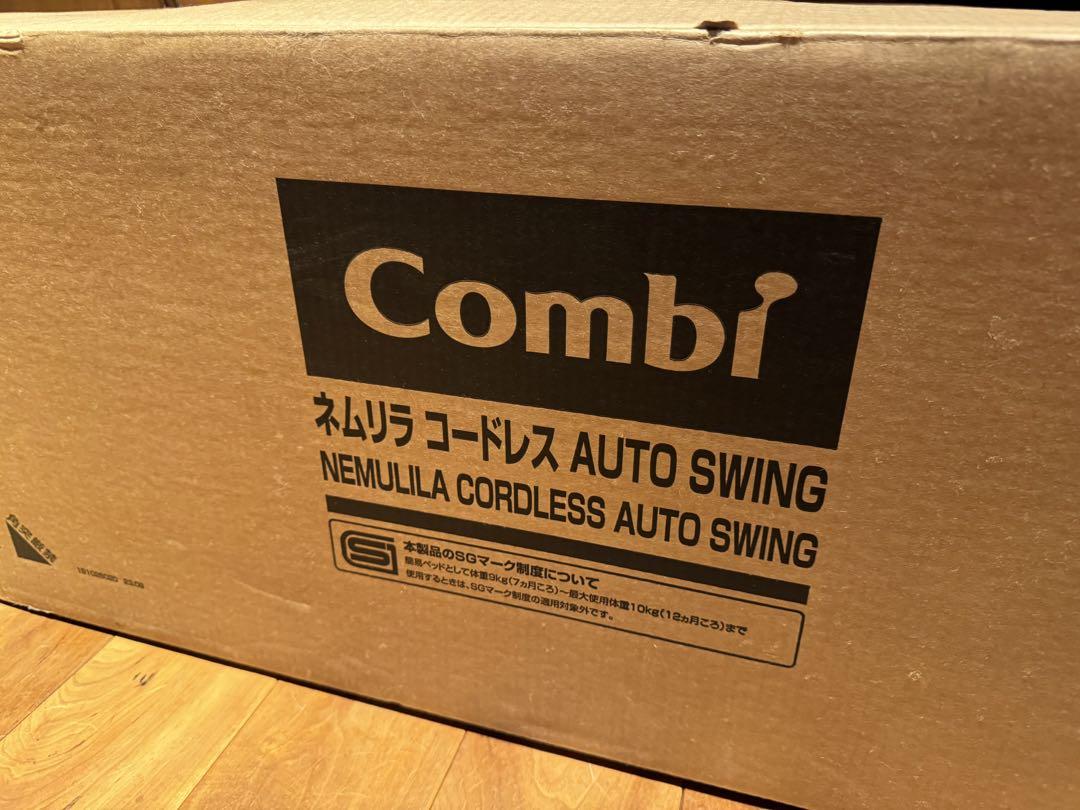 Combi
ネムリラ コードレス AUTO SWING
NEMULILA CORDLESS AUTO SWING
SG
本製品のSGマーク制度について
簡易ベッドとして体重9kg(7ヵ月ころ)～最大使用体重10kg(12ヵ月ころ)まで
使用するときは、SGマーク制度の適用対象外です。
23.09